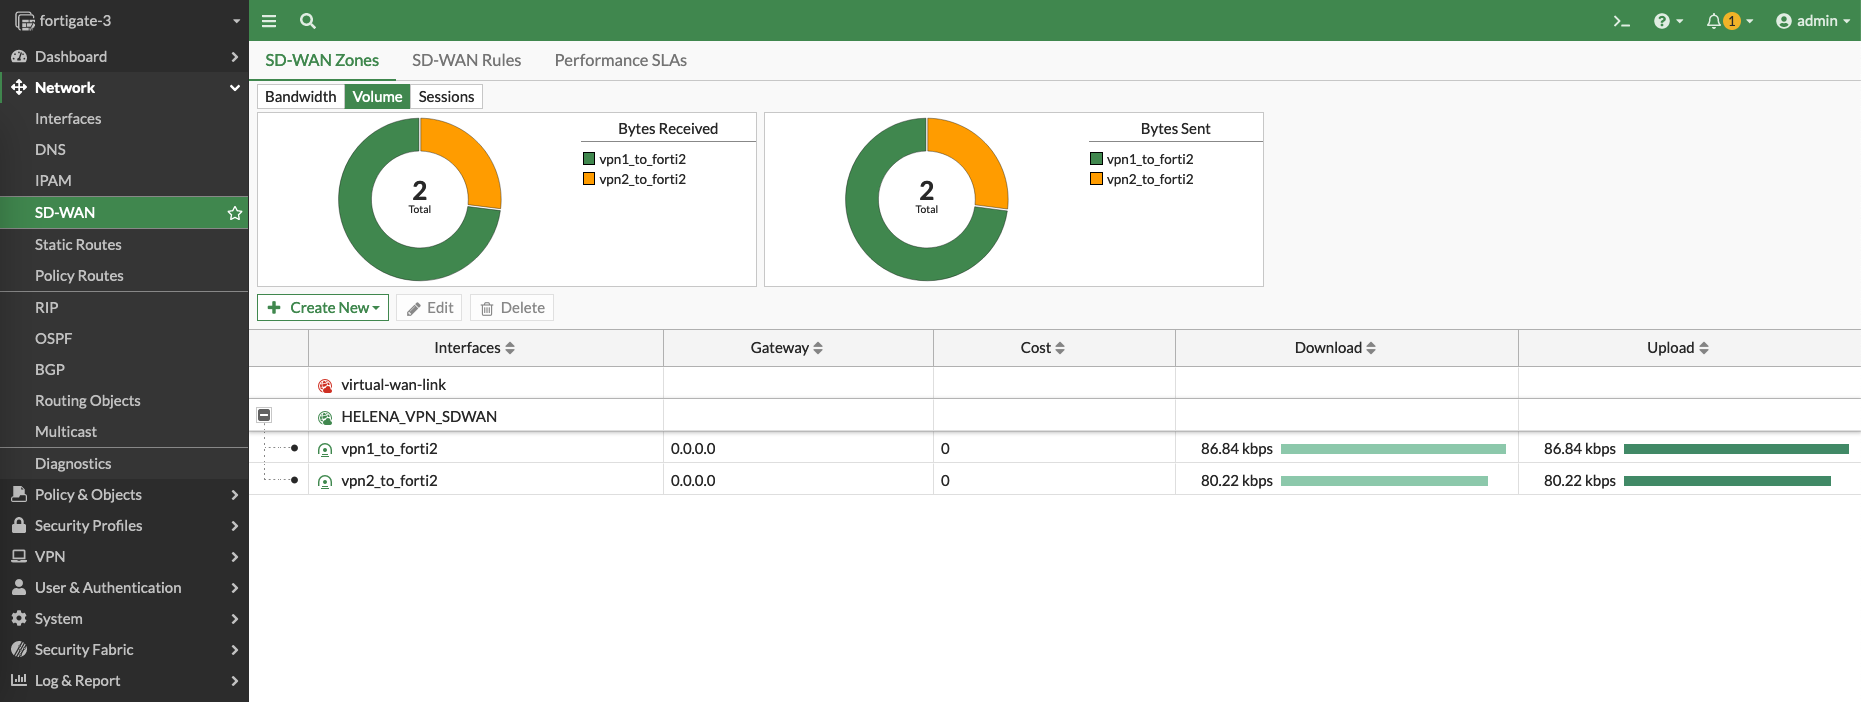 fortigate-3
admin
1
Dashboard
Network
Interfaces
DNS
IPAM
SD-WAN
Static Routes
Policy Routes
RIP
OSPF
BGP
Routing Objects
Multicast
Diagnostics
Policy & Objects
Security Profiles
VPN
User & Authentication
System
Security Fabric
Log & Report
SD-WAN Zones SD-WAN Rules Performance SLAs
Bandwidth Volume Sessions
Bytes Received
vpn1_to_forti2
vpn2_to_forti2
2
Total
Bytes Sent
vpn1_to_forti2
vpn2_to_forti2
2
Total
Create New Edit Delete
Interfaces Gateway Cost Download Upload
virtual-wan-link
HELENA_VPN_SDWAN
vpn1_to_forti2 0.0.0.0 0 86.84 kbps 86.84 kbps
vpn2_to_forti2 0.0.0.0 0 80.22 kbps 80.22 kbps